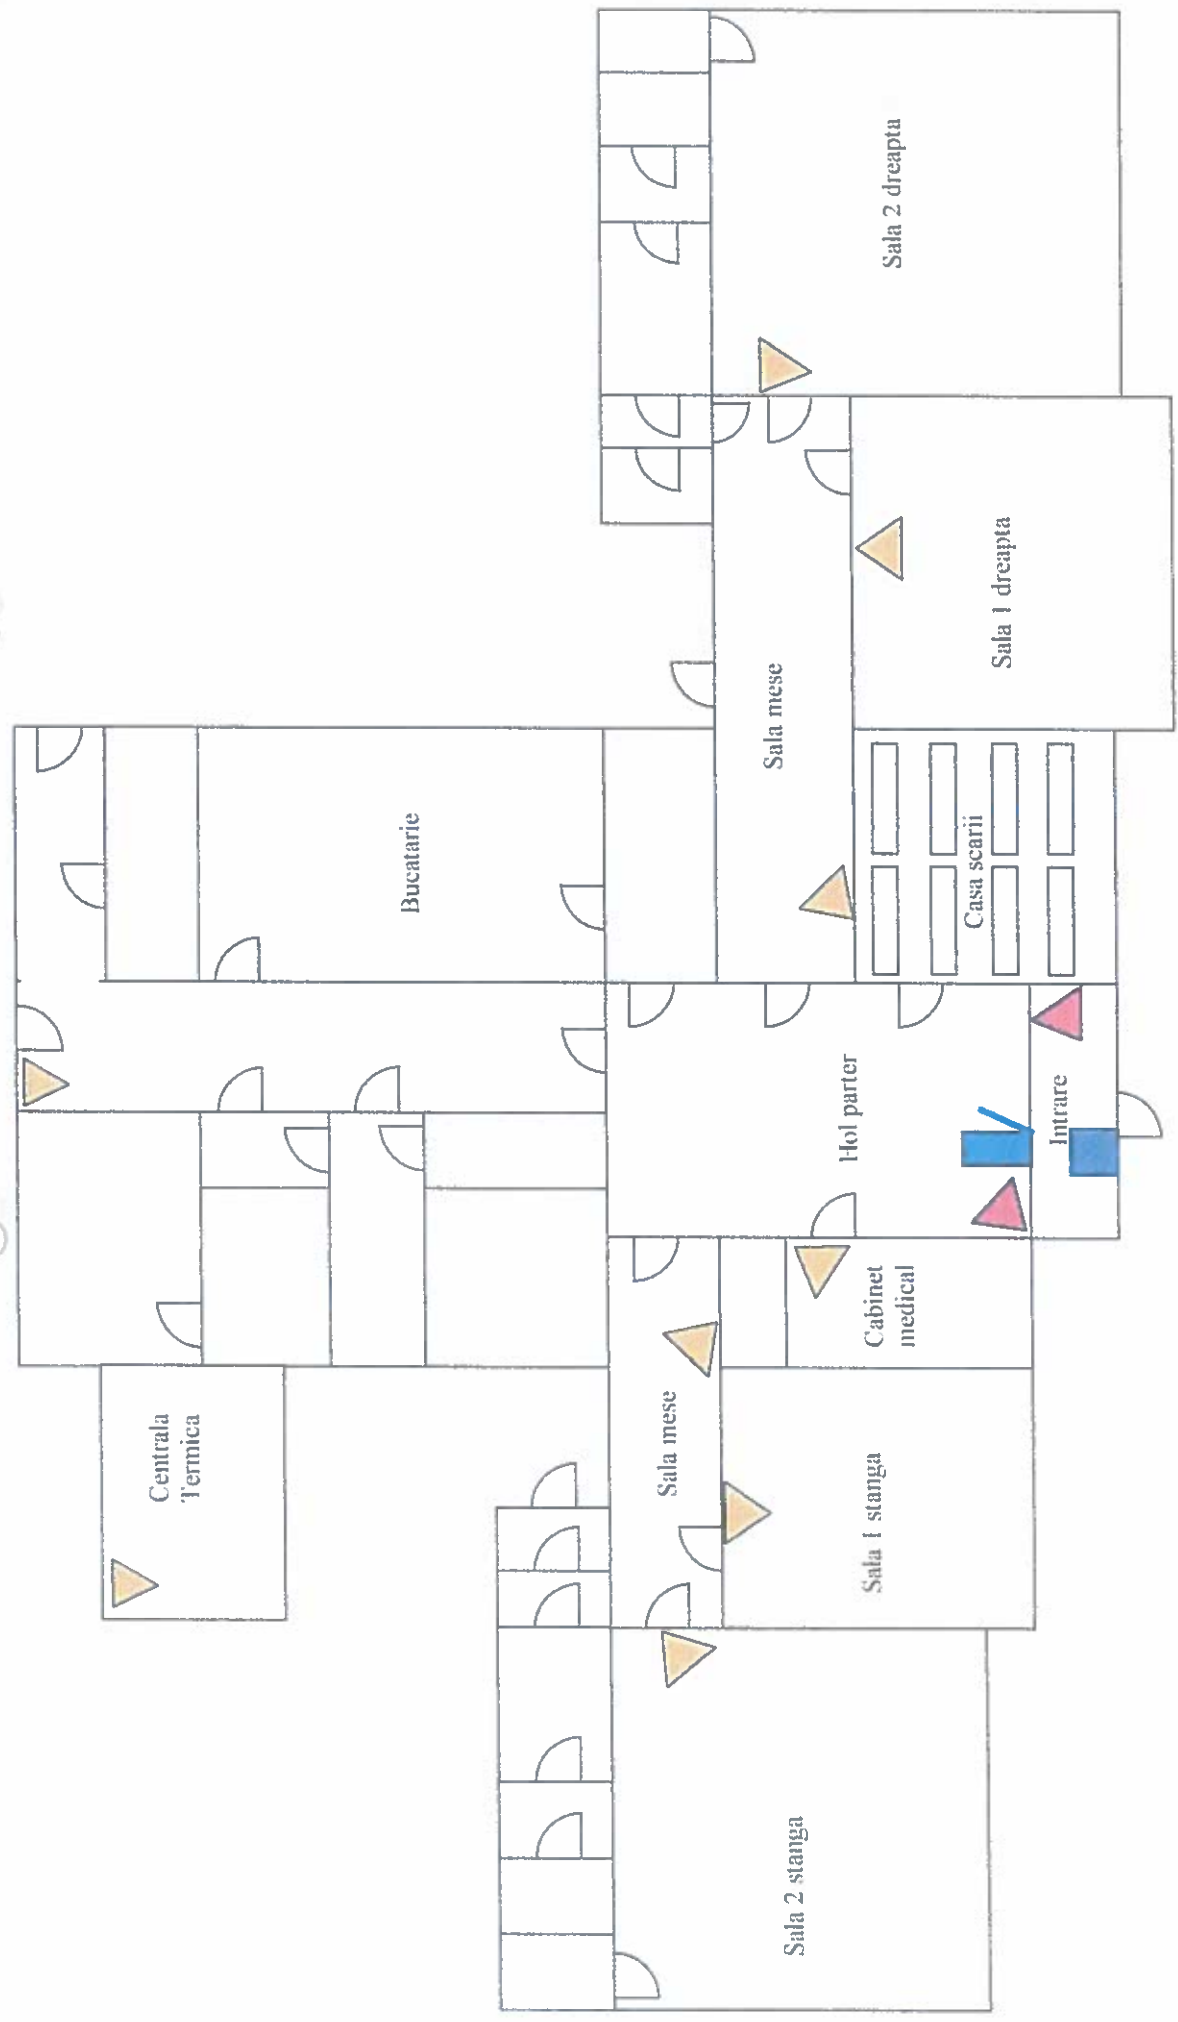 Centrala
Termica
Bucatarie
Sala 2 stanga
Sala mese
Sala 1 stanga
Cabinet
medical
Hol parter
Intrare
Sala mese
Casa scarii
Sala 1 dreapta
Sala 2 dreapta